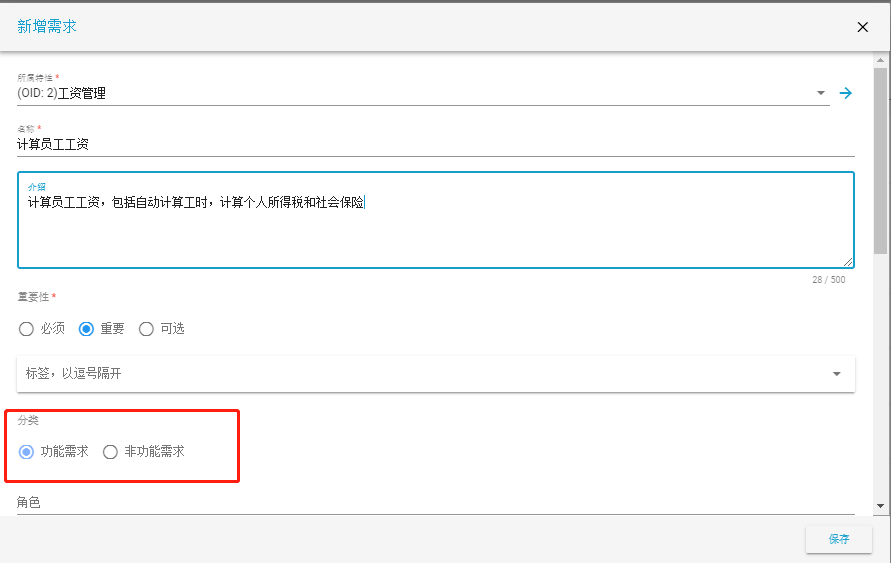 新增需求
所属特性 *
(OID: 2)工资管理
名称 *
计算员工工资
介绍
计算员工工资，包括自动计算工时，计算个人所得税和社会保险
28 / 500
重要性 *
必须 重要 可选
标签，以逗号隔开
分类
功能需求 非功能需求
角色
保存